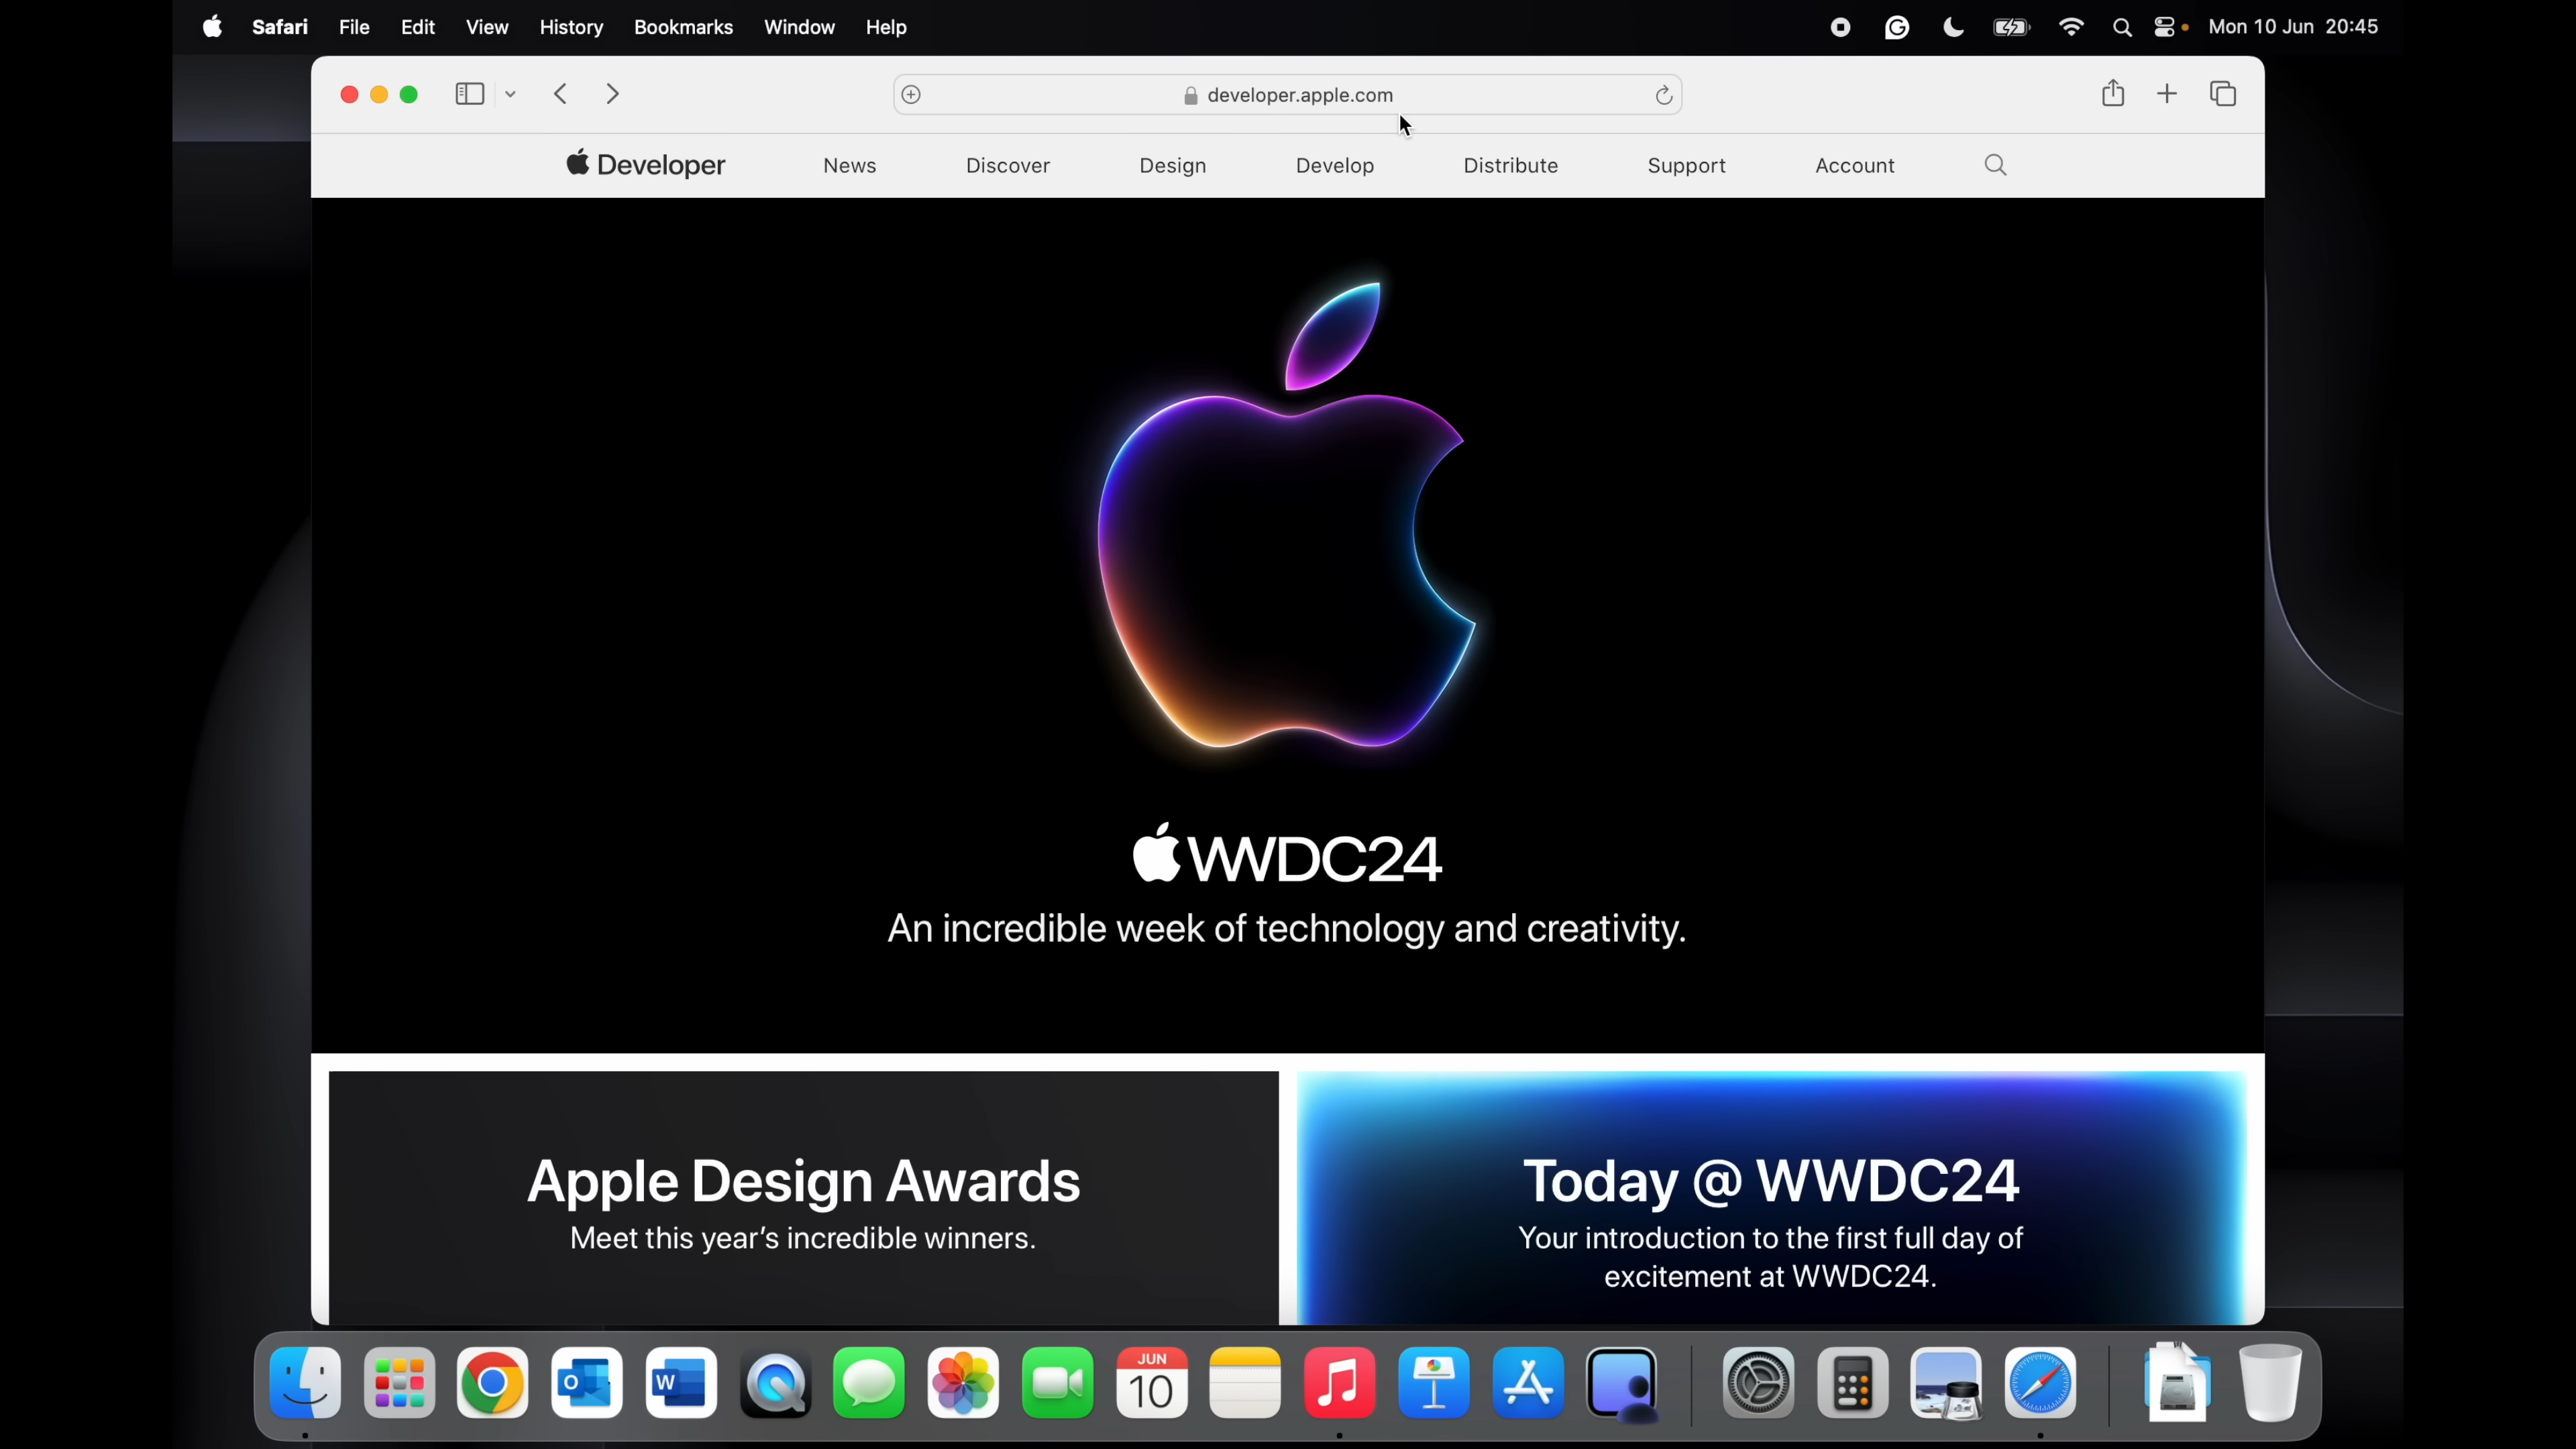 Safari File Edit View History Bookmarks Window Help Mon 10 Jun 20:45
developer.apple.com
Developer News Discover Design Develop Distribute Support Account
WWDC24
An incredible week of technology and creativity.
Apple Design Awards
Meet this year's incredible winners.
Today @ WWDC24
Your introduction to the first full day of
excitement at WWDC24.
JUN
10